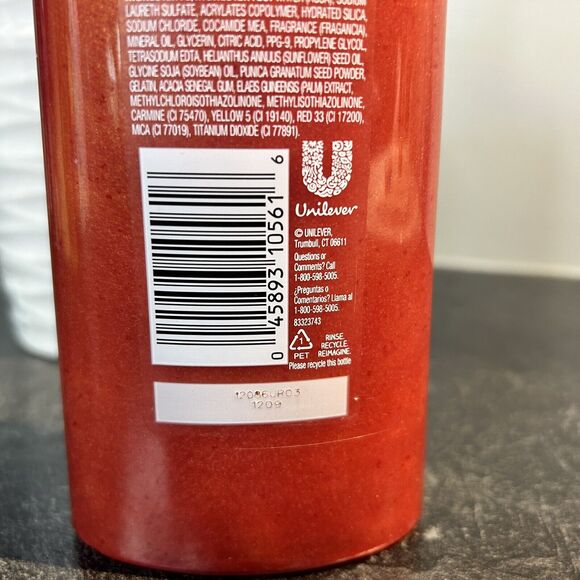 LAURETH SULFATE, ACRYLATES COPOLYMER, HYDRATED SILICA,
SODIUM CHLORIDE, COCAMIDE MEA, FRAGRANCE (FRAGANCIA),
MINERAL OIL, GLYCERIN, CITRIC ACID, PPG-9, PROPYLENE GLYCOL,
TETRASODIUM EDTA, HELIANTHUS ANNUUS (SUNFLOWER) SEED OIL,
GLYCINE SOJA (SOYBEAN) OIL, PUNICA GRANATUM SEED POWDER,
GELATIN, ACACIA SENEGAL GUM, ELAEIS GUINEENSIS (PALM) EXTRACT,
METHYLCHLOROISOTHIAZOLINONE, METHYLISOTHIAZOLINONE,
CARMINE (CI 75470), YELLOW 5 (CI 19140), RED 33 (CI 17200),
MICA (CI 77019), TITANIUM DIOXIDE (CI 77891).
0 45893 10561 6
Unilever
© UNILEVER,
Trumbull, CT 06611
Questions or
Comments? Call
1-800-598-5005.
¿Preguntas o
Comentarios? Llama al
1-800-598-5005.
83323743
1
PET
RINSE.
RECYCLE.
REIMAGINE.
Please recycle this bottle
1209